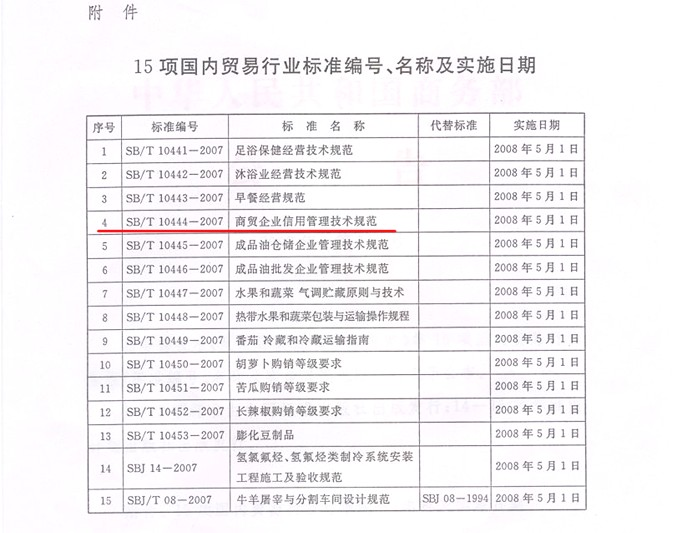 附 件
15 项国内贸易行业标准编号、名称及实施日期
序号 标准编号 标 准 名 称 代替标准 实施日期
1 SB/T 10441—2007 足浴保健经营技术规范 2008 年 5 月 1 日
2 SB/T 10442—2007 沐浴业经营技术规范 2008 年 5 月 1 日
3 SB/T 10443—2007 早餐经营规范 2008 年 5 月 1 日
4 SB/T 10444—2007 商贸企业信用管理技术规范 2008 年 5 月 1 日
5 SB/T 10445—2007 成品油仓储企业管理技术规范 2008 年 5 月 1 日
6 SB/T 10446—2007 成品油批发企业管理技术规范 2008 年 5 月 1 日
7 SB/T 10447—2007 水果和蔬菜 气调贮藏原则与技术 2008 年 5 月 1 日
8 SB/T 10448—2007 热带水果和蔬菜包装与运输操作规程 2008 年 5 月 1 日
9 SB/T 10449—2007 番茄 冷藏和冷藏运输指南 2008 年 5 月 1 日
10 SB/T 10450—2007 胡萝卜购销等级要求 2008 年 5 月 1 日
11 SB/T 10451—2007 苦瓜购销等级要求 2008 年 5 月 1 日
12 SB/T 10452—2007 长辣椒购销等级要求 2008 年 5 月 1 日
13 SB/T 10453—2007 膨化豆制品 2008 年 5 月 1 日
14 SBJ 14—2007 氢氯氟烃、氢氟烃类制冷系统安装
工程施工及验收规范 2008 年 5 月 1 日
15 SBJ/T 08—2007 牛羊屠宰与分割车间设计规范 SBJ 08—1994 2008 年 5 月 1 日